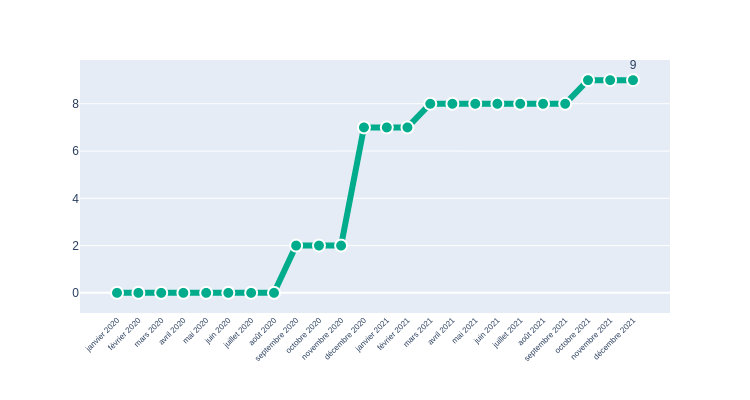 9
8
6
4
2
0
janvier 2020
février 2020
mars 2020
avril 2020
mai 2020
juin 2020
juillet 2020
août 2020
septembre 2020
octobre 2020
novembre 2020
décembre 2020
janvier 2021
février 2021
mars 2021
avril 2021
mai 2021
juin 2021
juillet 2021
août 2021
septembre 2021
octobre 2021
novembre 2021
décembre 2021